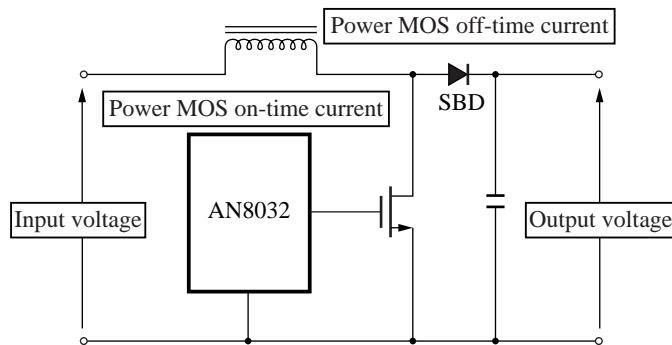 Power MOS off-time current
SBD
Power MOS on-time current
AN8032
Input voltage
Output voltage